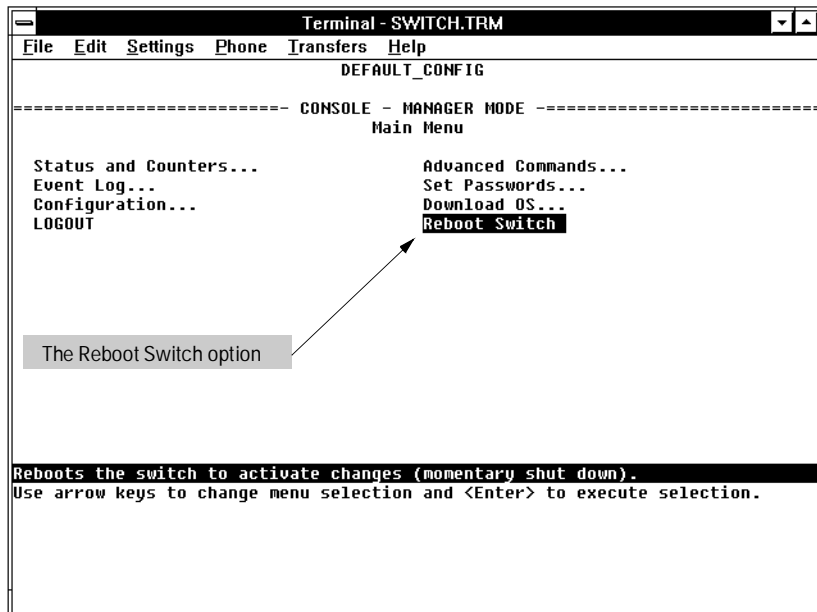 Terminal - SWITCH.TRM
File Edit Settings Phone Transfers Help
DEFAULT_CONFIG
==========================- CONSOLE - MANAGER MODE -==========================
Main Menu
Status and Counters... Advanced Commands...
Event Log... Set Passwords...
Configuration... Download OS...
LOGOUT Reboot Switch
The Reboot Switch option
Reboots the switch to activate changes (momentary shut down).
Use arrow keys to change menu selection and <Enter> to execute selection.